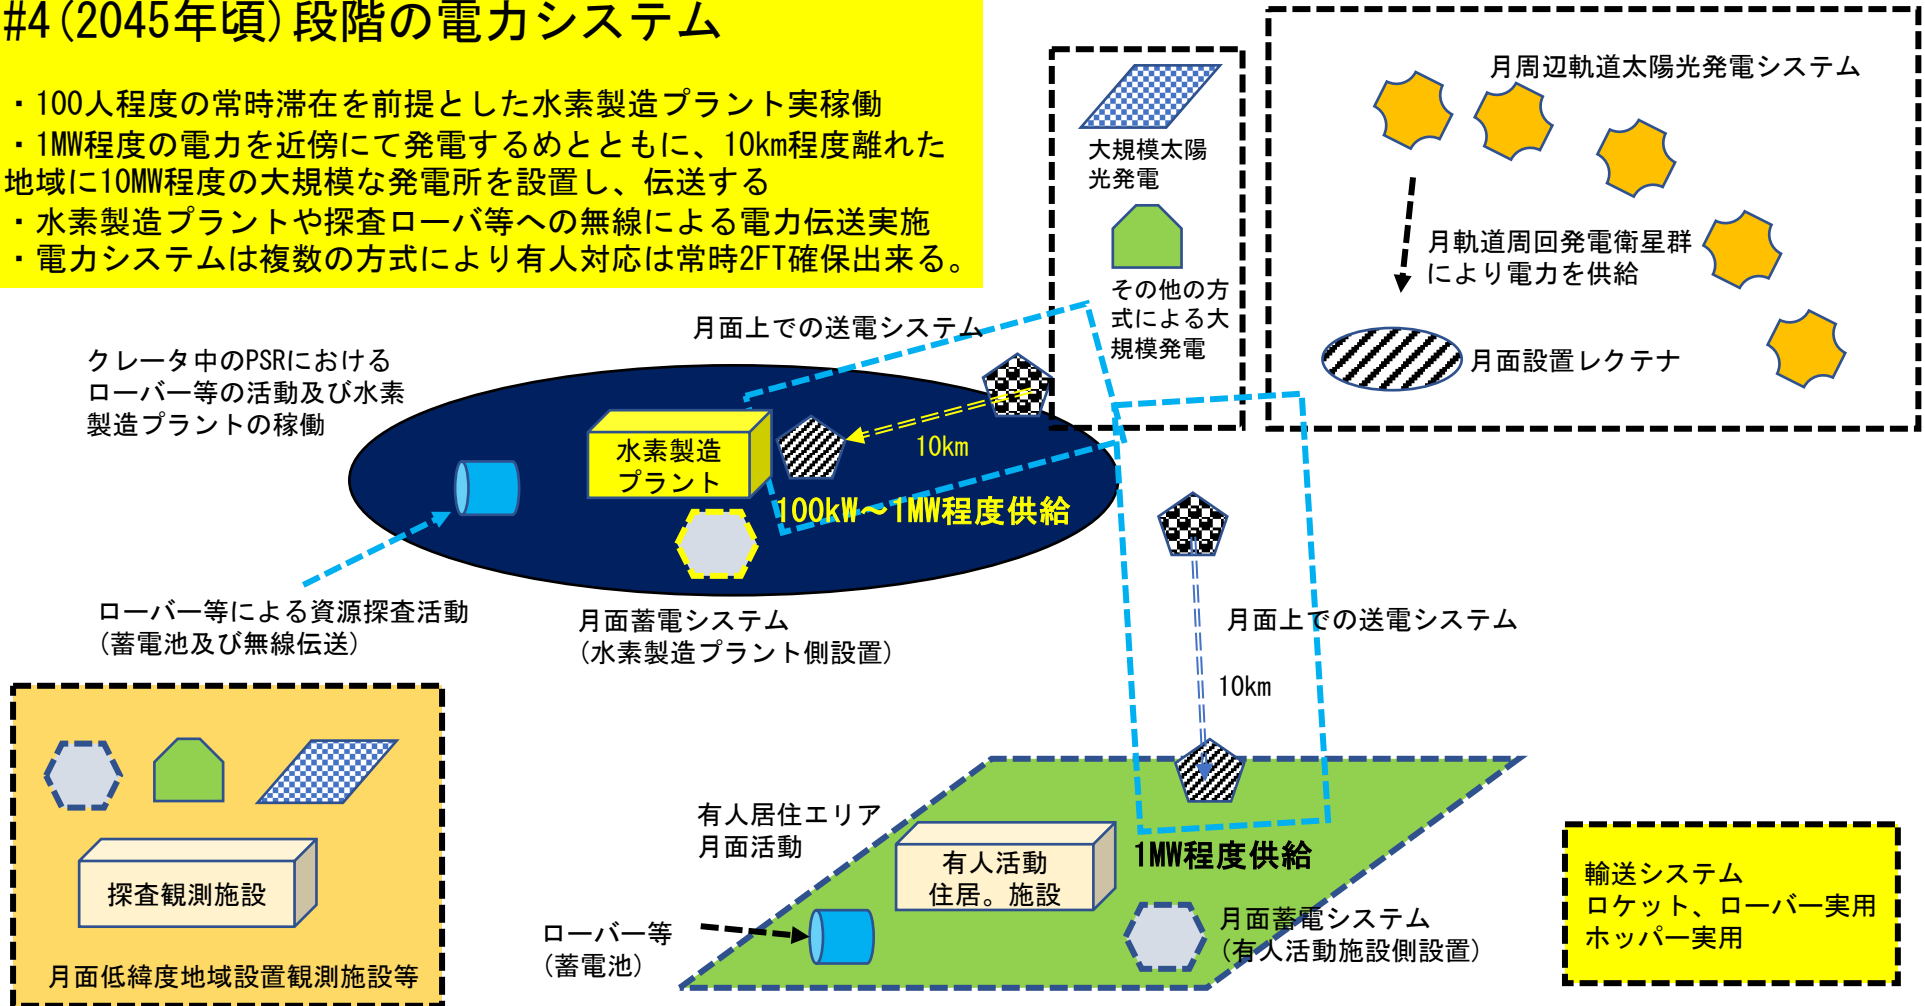 #4(2045年頃)段階の電力システム
・100人程度の常時滞在を前提とした水素製造プラント実稼働
・1MW程度の電力を近傍にて発電するめとともに、10km程度離れた
地域に10MW程度の大規模な発電所を設置し、伝送する
・水素製造プラントや探査ローバ等への無線による電力伝送実施
・電力システムは複数の方式により有人対応は常時2FT確保出来る。
大規模太陽
光発電
その他の方
式による大
規模発電
月周辺軌道太陽光発電システム
月軌道周回発電衛星群
により電力を供給
月面設置レクテナ
月面上での送電システム
クレータ中のPSRにおける
ローバー等の活動及び水素
製造プラントの稼働
水素製造
プラント
10km
100kW～1MW程度供給
ローバー等による資源探査活動
(蓄電池及び無線伝送)
月面蓄電システム
(水素製造プラント側設置)
月面上での送電システム
10km
探査観測施設
月面低緯度地域設置観測施設等
有人居住エリア
月面活動
有人活動
住居。施設
1MW程度供給
ローバー等
(蓄電池)
月面蓄電システム
(有人活動施設側設置)
輸送システム
ロケット、ローバー実用
ホッパー実用